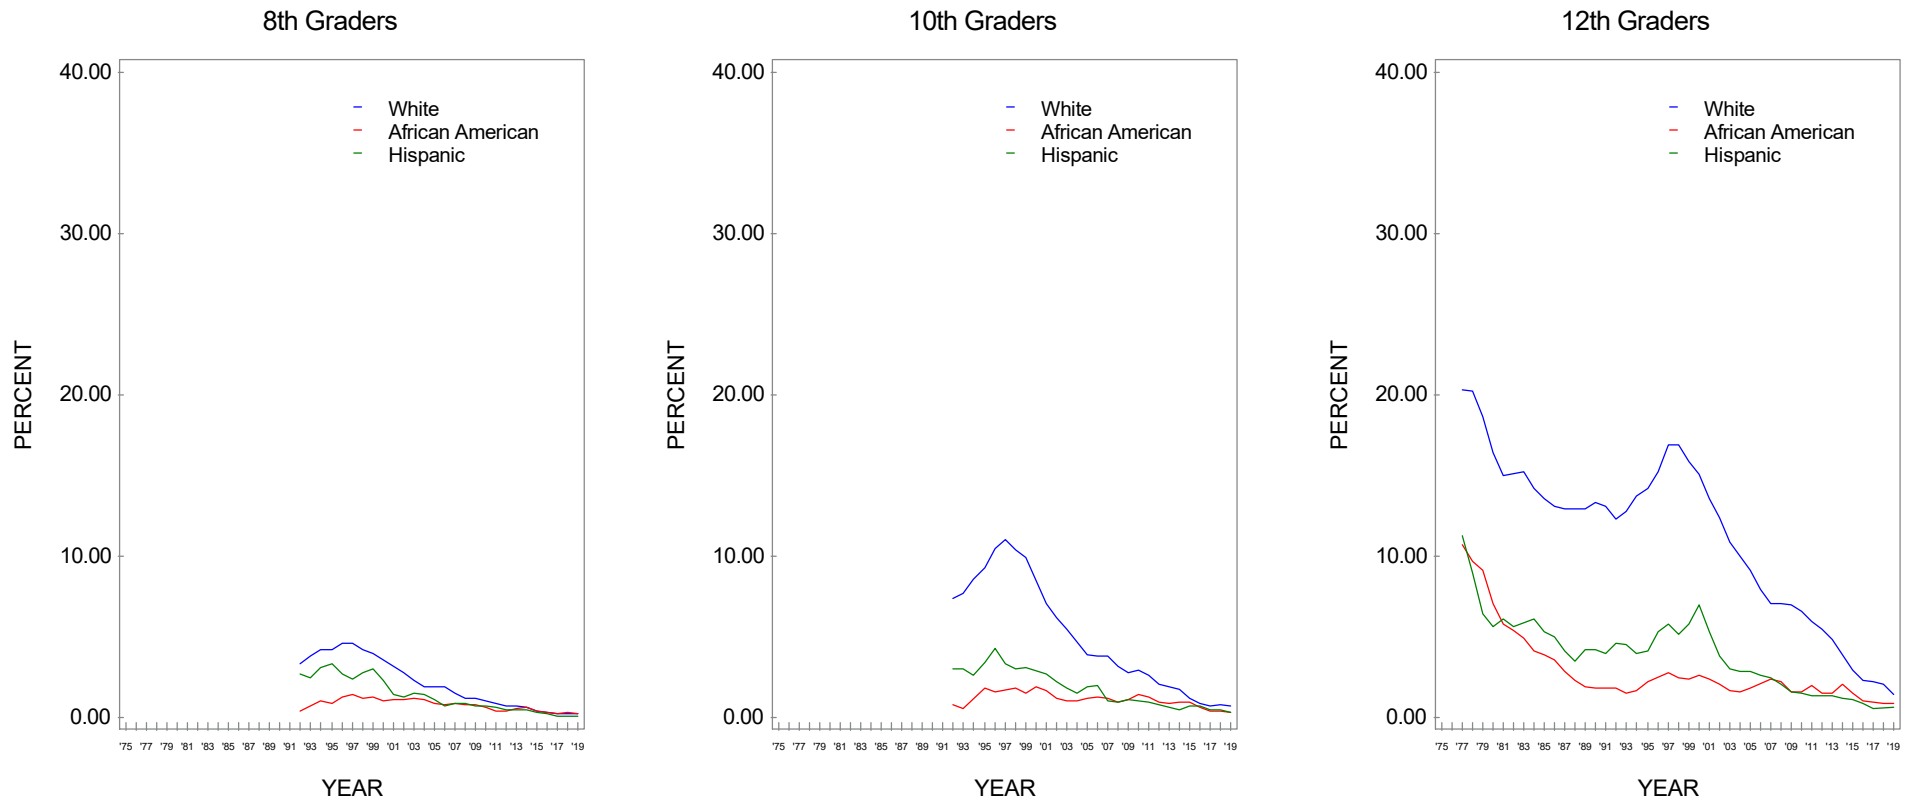 8th Graders
40.00
30.00
20.00
10.00
0.00
PERCENT
White
African American
Hispanic
'75 '77 '79 '81 '83 '85 '87 '89 '91 '93 '95 '97 '99 '01 '03 '05 '07 '09 '11 '13 '15 '17 '19
YEAR
10th Graders
40.00
30.00
20.00
10.00
0.00
PERCENT
White
African American
Hispanic
'75 '77 '79 '81 '83 '85 '87 '89 '91 '93 '95 '97 '99 '01 '03 '05 '07 '09 '11 '13 '15 '17 '19
YEAR
12th Graders
40.00
30.00
20.00
10.00
0.00
PERCENT
White
African American
Hispanic
'75 '77 '79 '81 '83 '85 '87 '89 '91 '93 '95 '97 '99 '01 '03 '05 '07 '09 '11 '13 '15 '17 '19
YEAR